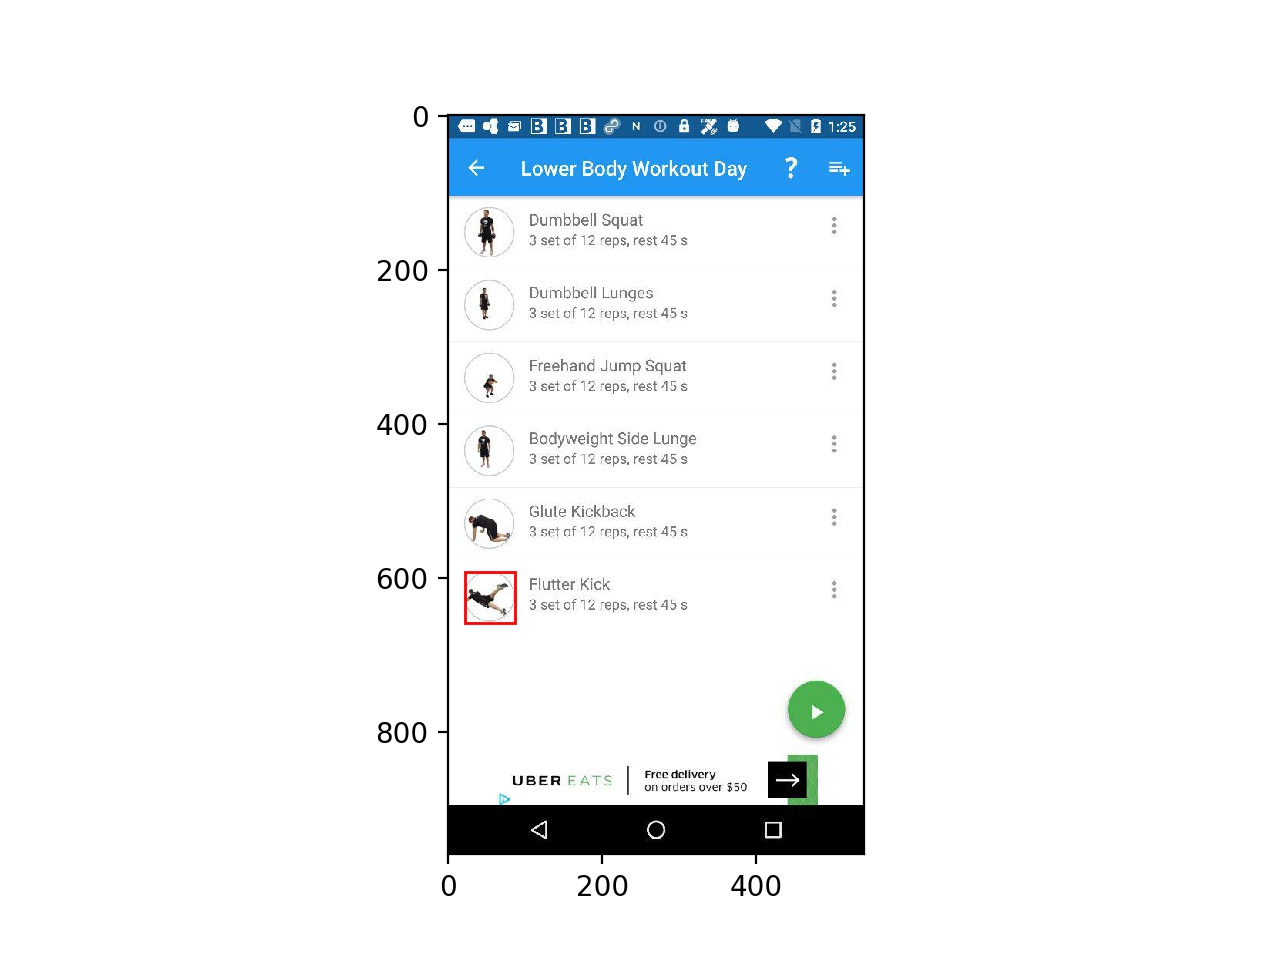 0
1:25
Lower Body Workout Day ?
Dumbbell Squat
3 set of 12 reps, rest 45 s
200
Dumbbell Lunges
3 set of 12 reps, rest 45 s
Freehand Jump Squat
3 set of 12 reps, rest 45 s
400
Bodyweight Side Lunge
3 set of 12 reps, rest 45 s
Glute Kickback
3 set of 12 reps, rest 45 s
600
Flutter Kick
3 set of 12 reps, rest 45 s
800
UBER EATS
Free delivery
on orders over $50
0 200 400